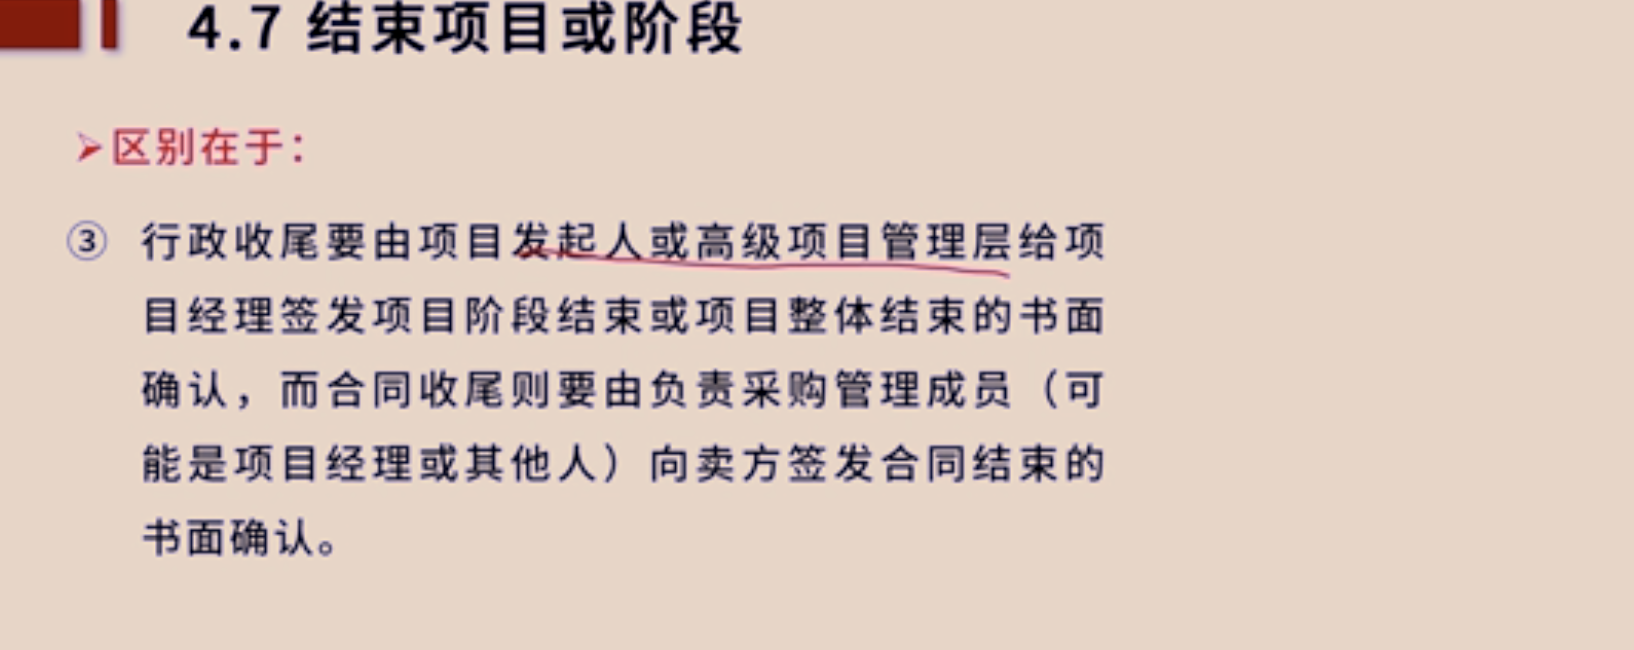 4.7 结束项目或阶段
➢区别在于：
③ 行政收尾要由项目发起人或高级项目管理层给项
目经理签发项目阶段结束或项目整体结束的书面
确认，而合同收尾则要由负责采购管理成员（可
能是项目经理或其他人）向卖方签发合同结束的
书面确认。